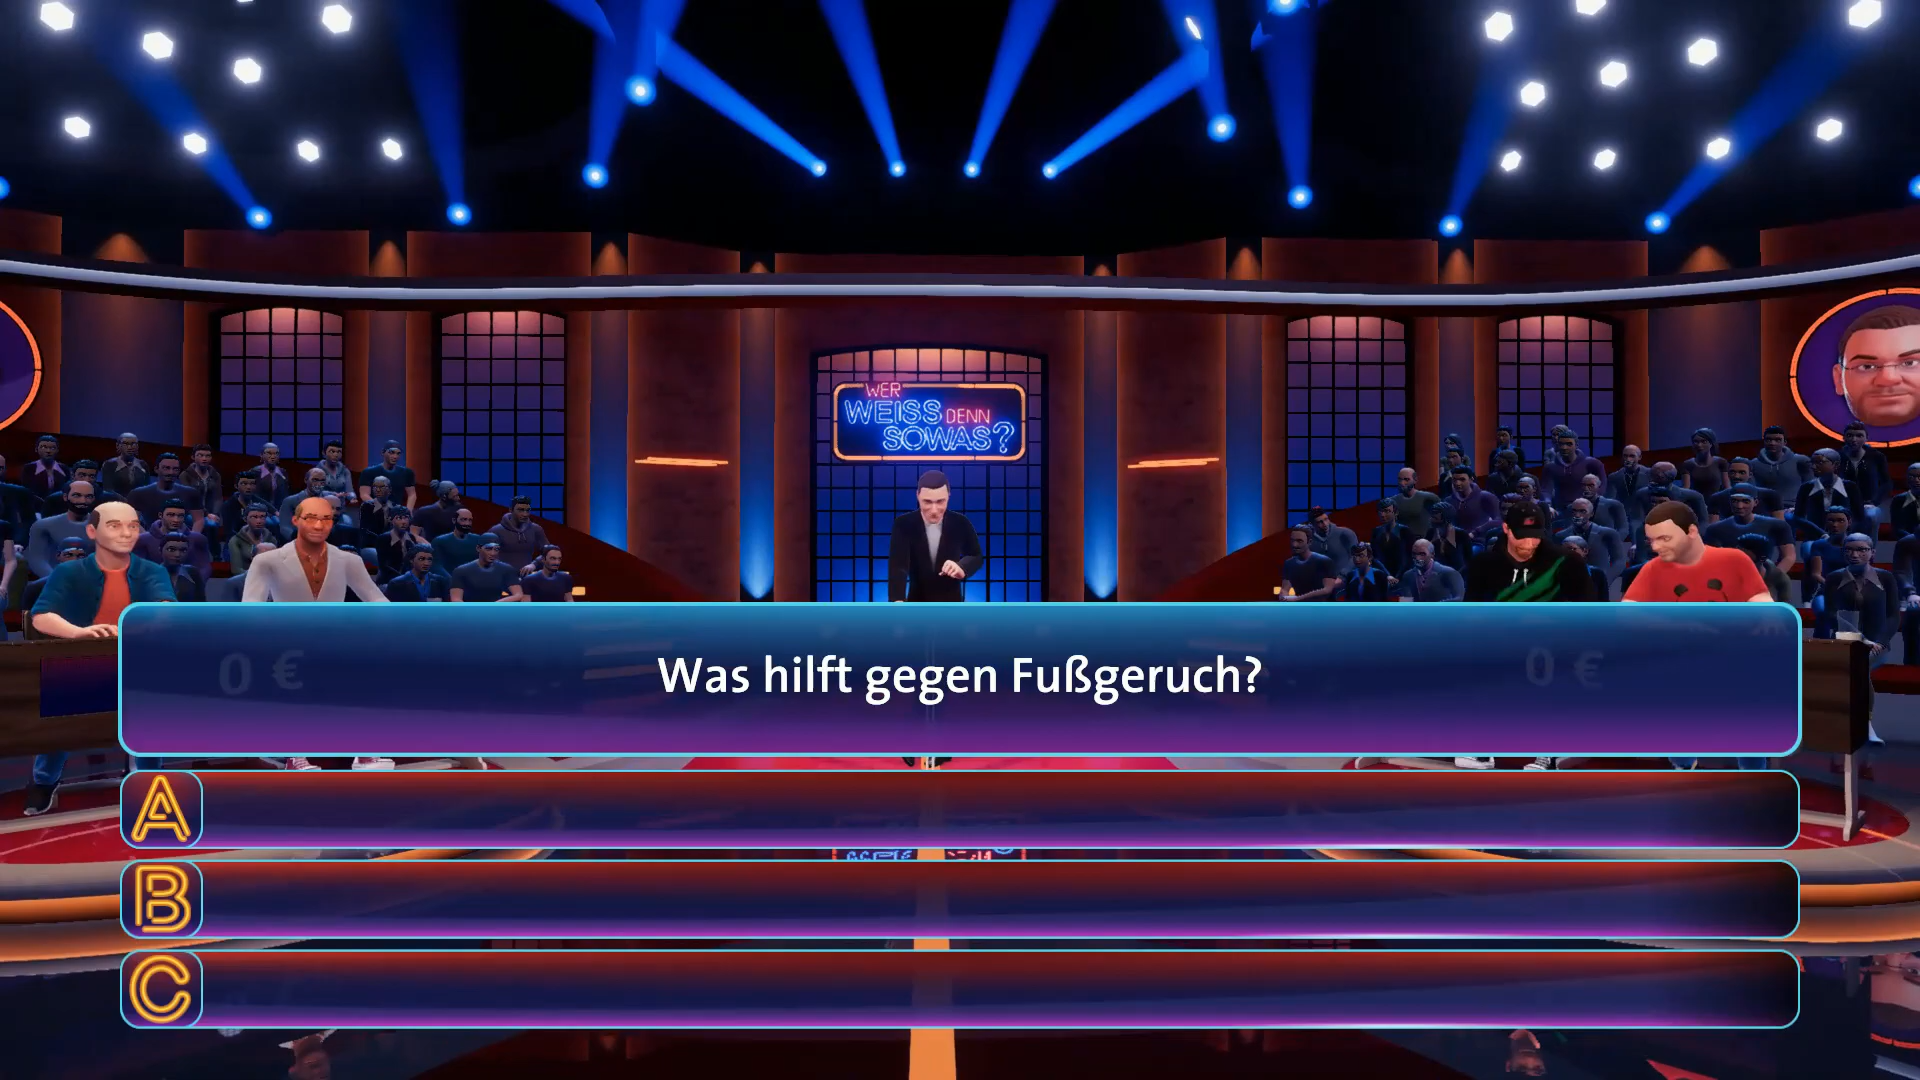 WER
WEISS DENN
SOWAS?
0 €
Was hilft gegen Fußgeruch?
0 €
A
B
C